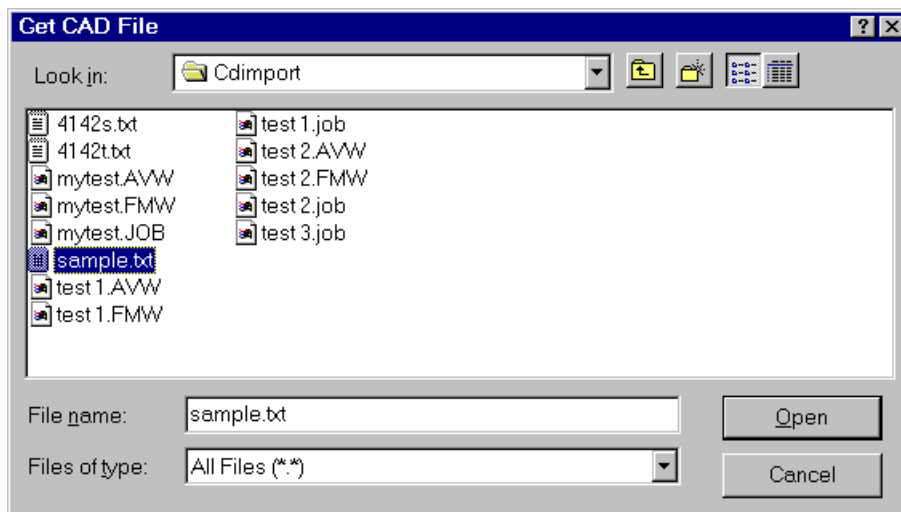 Get CAD File
Look in: Cdimport
4142s.txt
4142t.txt
mytest.AVW
mytest.FMW
mytest.JOB
sample.txt
test 1.AVW
test 1.FMW
test 1.job
test 2.AVW
test 2.FMW
test 2.job
test 3.job
File name: sample.txt Open
Files of type: All Files (*.*) Cancel